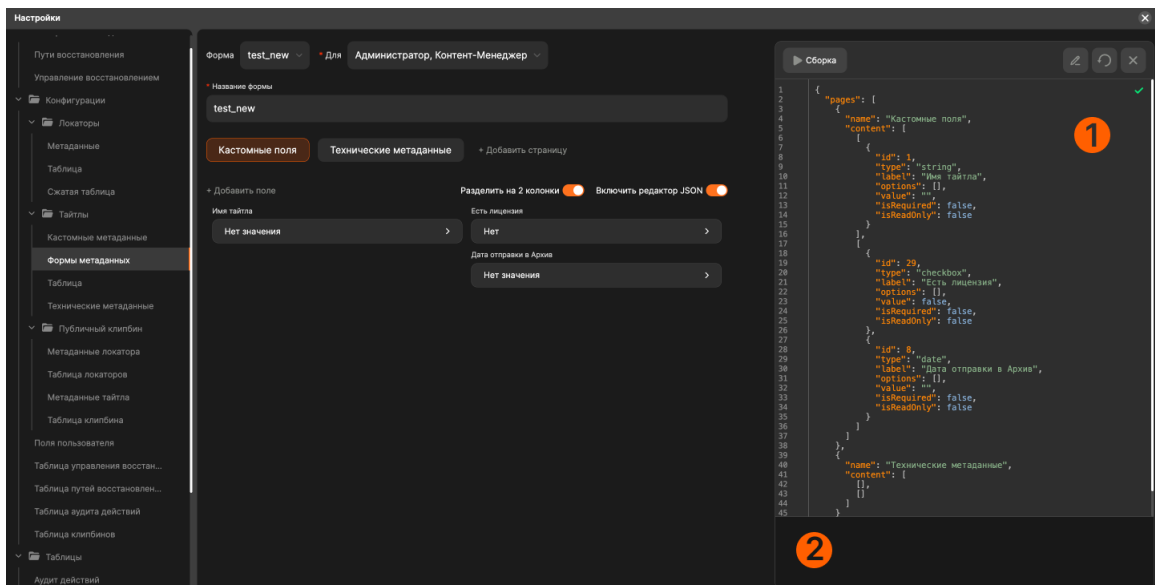 Настройки
Пути восстановления
Управление восстановлением
Конфигурации
Локаторы
Метаданные
Таблица
Сжатая таблица
Тайтлы
Кастомные метаданные
Формы метаданных
Таблица
Технические метаданные
Публичный клипбин
Метаданные локатора
Таблица локаторов
Метаданные тайтла
Таблица клипбина
Поля пользователя
Таблица управления восстан...
Таблица путей восстановлен...
Таблица аудита действий
Таблица клипбинов
Таблицы
Аудит действий
Форма test_new * Для Администратор, Контент-Менеджер
* Название формы
test_new
Кастомные поля Технические метаданные + Добавить страницу
+ Добавить поле Разделить на 2 колонки Включить редактор JSON
Имя тайтла Есть лицензия
Нет значения Нет
Дата отправки в Архив
Нет значения
Сборка
1 {
2 "pages": [
3 {
4 "name": "Кастомные поля",
5 "content": [
6 [
7 {
8 "id": 1,
9 "type": "string",
10 "label": "Имя тайтла",
11 "options": [],
12 "value": "",
13 "isRequired": false,
14 "isReadOnly": false
15 }
16 ],
17 [
18 {
19 "id": 29,
20 "type": "checkbox",
21 "label": "Есть лицензия",
22 "options": [],
23 "value": false,
24 "isRequired": false,
25 "isReadOnly": false
26 },
27 {
28 "id": 8,
29 "type": "date",
30 "label": "Дата отправки в Архив",
31 "options": [],
32 "value": "",
33 "isRequired": false,
34 "isReadOnly": false
35 }
36 ]
37 ]
38 },
39 {
40 "name": "Технические метаданные",
41 "content": [
42 [],
43 []
44 ]
45 }
1
2